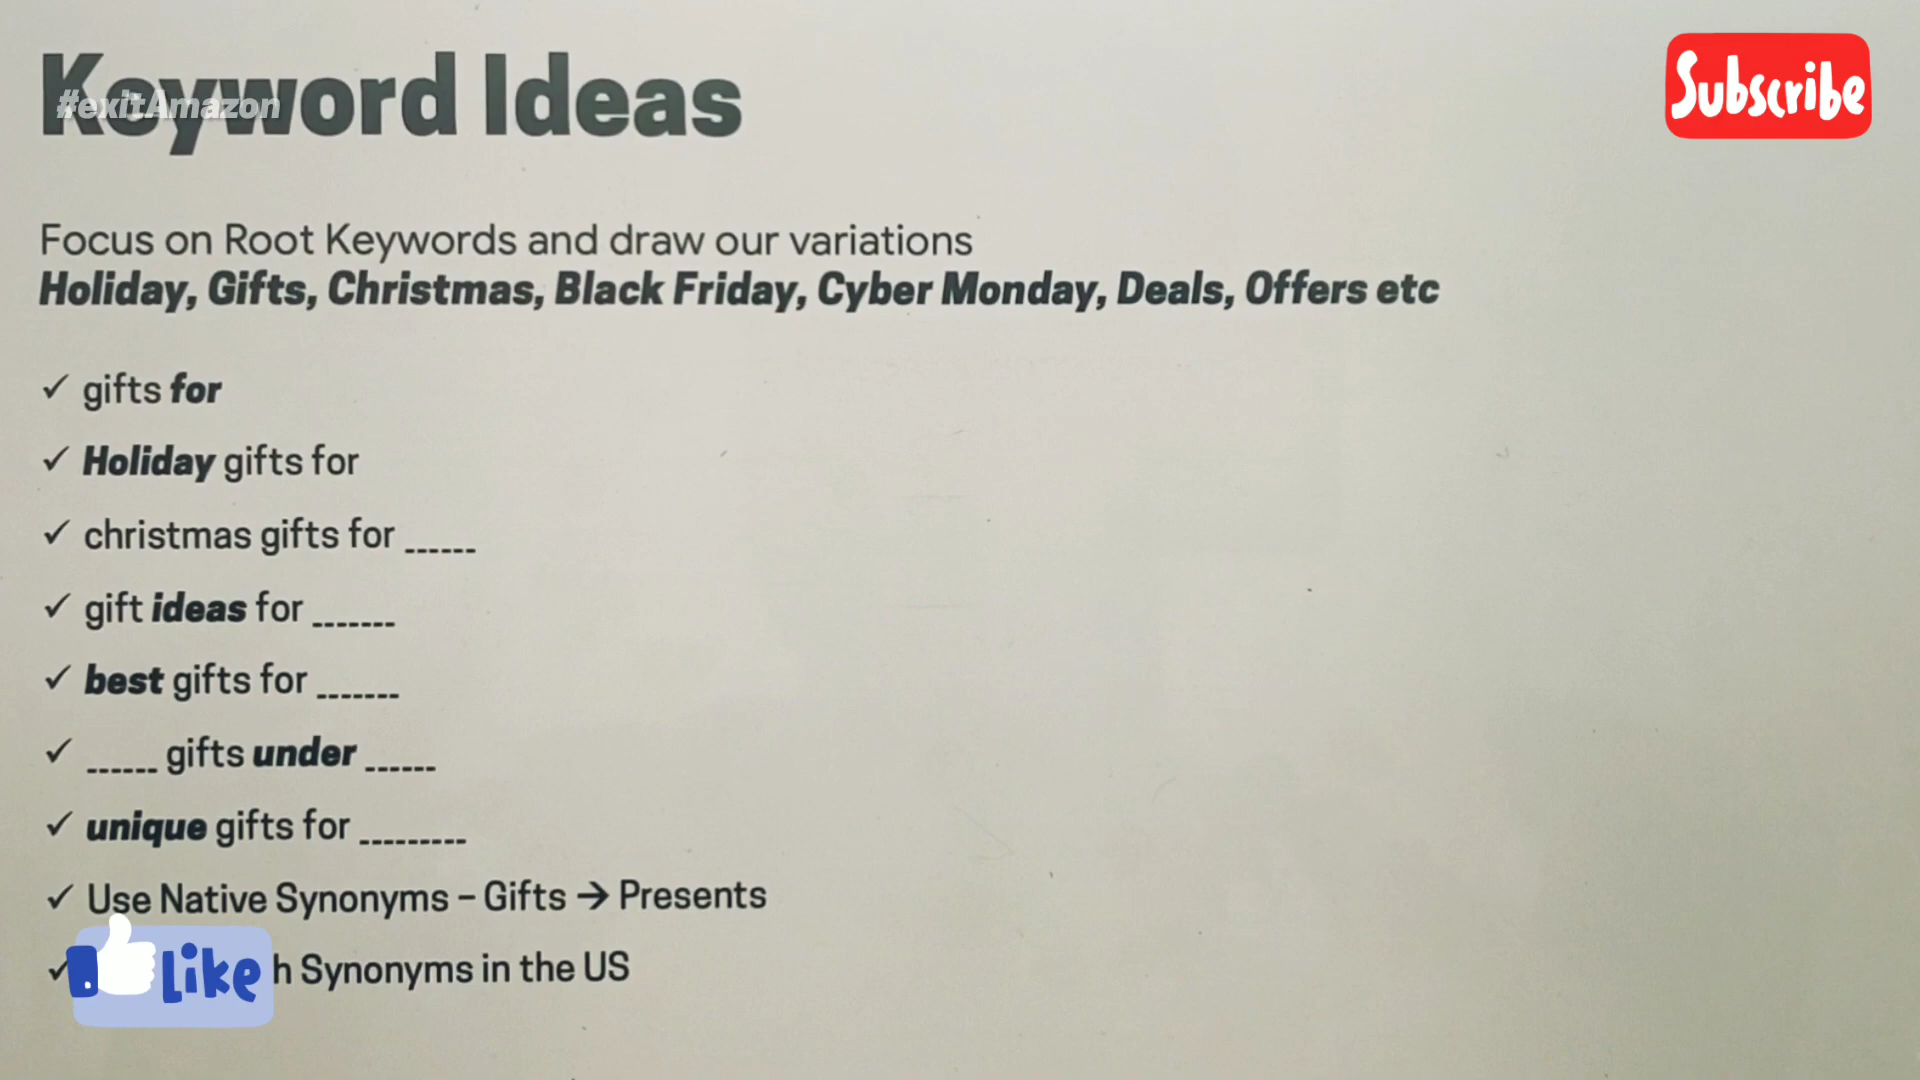 Keyword Ideas
#exitAmazon
Subscribe
Focus on Root Keywords and draw our variations
Holiday, Gifts, Christmas, Black Friday, Cyber Monday, Deals, Offers etc
✓ gifts for
✓ Holiday gifts for
✓ christmas gifts for ______
✓ gift ideas for _______
✓ best gifts for _______
✓ ______ gifts under ______
✓ unique gifts for _________
✓ Use Native Synonyms – Gifts → Presents
✓ h Synonyms in the US
Like